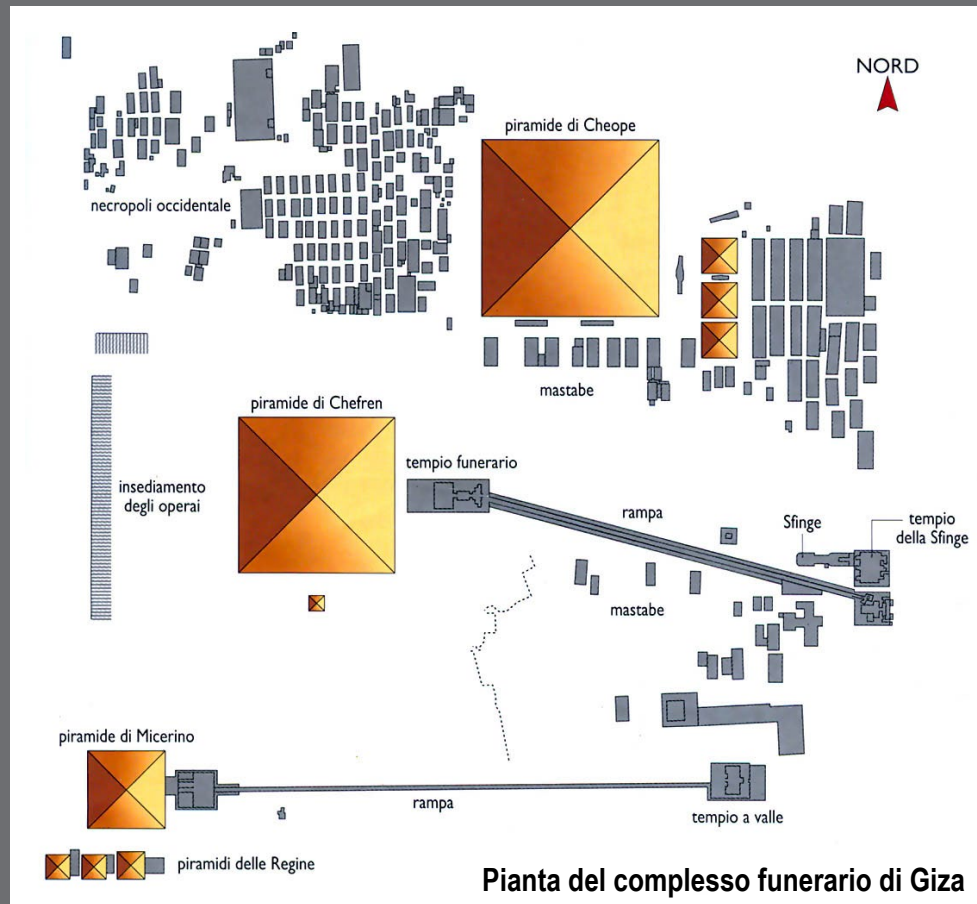 NORD
piramide di Cheope
necropoli occidentale
mastabe
piramide di Chefren
tempio funerario
insediamento
degli operai
rampa
Sfinge
tempio
della Sfinge
mastabe
piramide di Micerino
rampa
tempio a valle
piramidi delle Regine
Pianta del complesso funerario di Giza